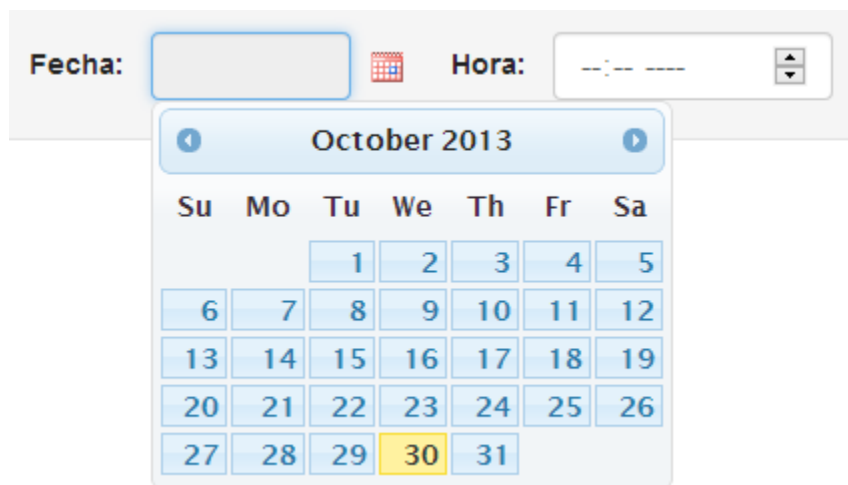 Fecha: Hora: --:-- ----
October 2013
Su Mo Tu We Th Fr Sa
1 2 3 4 5
6 7 8 9 10 11 12
13 14 15 16 17 18 19
20 21 22 23 24 25 26
27 28 29 30 31